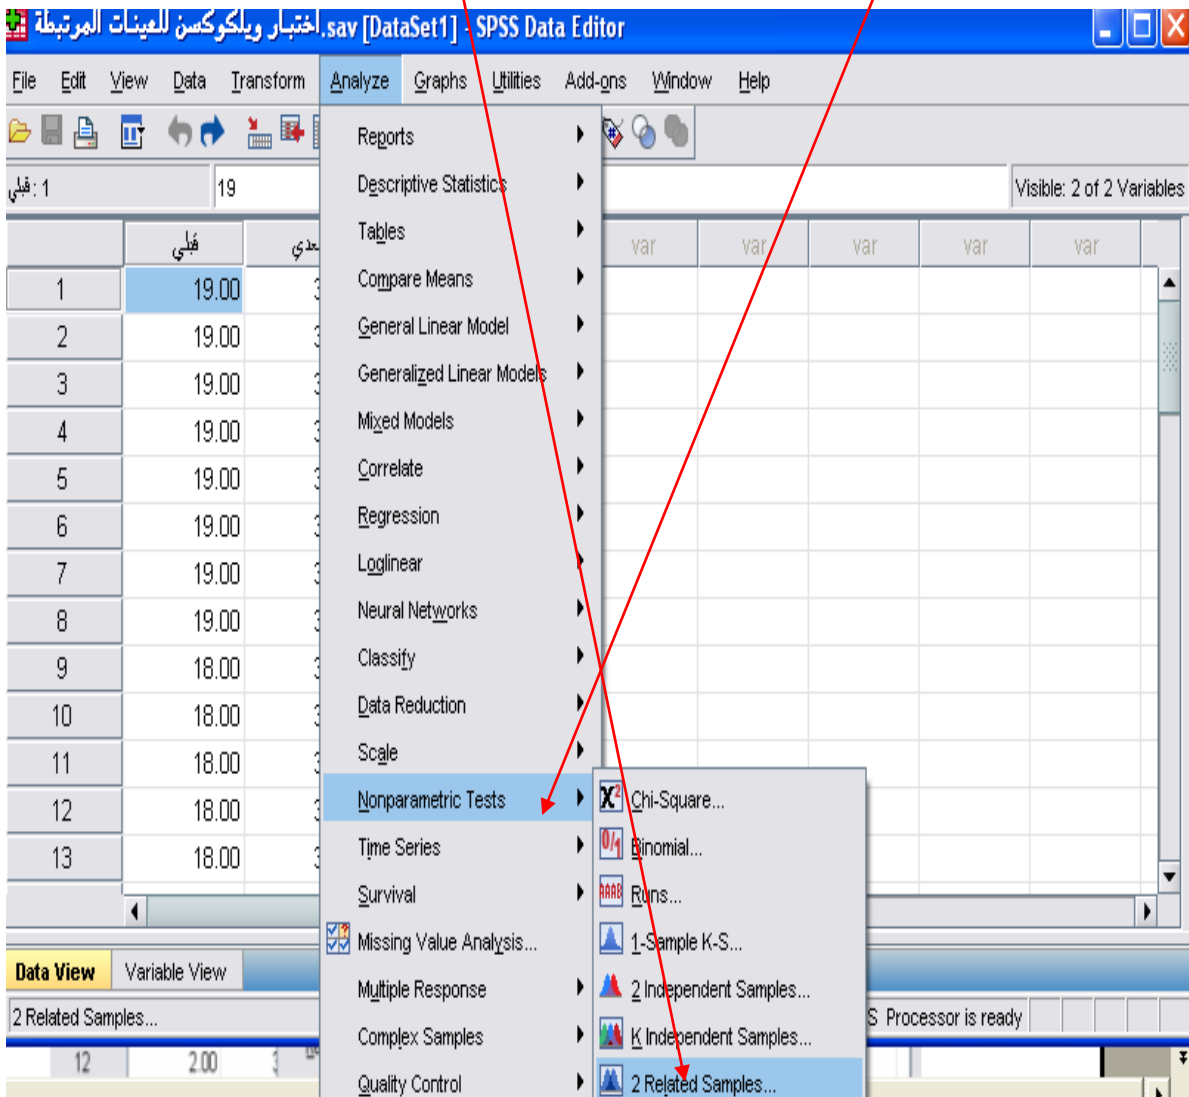 اختبار ويلكوكسن للعينات المرتبطة.sav [DataSet1] - SPSS Data Editor
File Edit View Data Transform Analyze Graphs Utilities Add-ons Window Help
1 : قبلي 19 Visible: 2 of 2 Variables
قبلي var var var var var
1 19.00
2 19.00
3 19.00
4 19.00
5 19.00
6 19.00
7 19.00
8 19.00
9 18.00
10 18.00
11 18.00
12 18.00
13 18.00
Reports
Descriptive Statistics
Tables
Compare Means
General Linear Model
Generalized Linear Models
Mixed Models
Correlate
Regression
Loglinear
Neural Networks
Classify
Data Reduction
Scale
Nonparametric Tests
Time Series
Survival
Missing Value Analysis...
Multiple Response
Complex Samples
Quality Control
Chi-Square...
Binomial...
Runs...
1-Sample K-S...
2 Independent Samples...
K Independent Samples...
2 Related Samples...
Data View Variable View
2 Related Samples... S Processor is ready
12 2.00